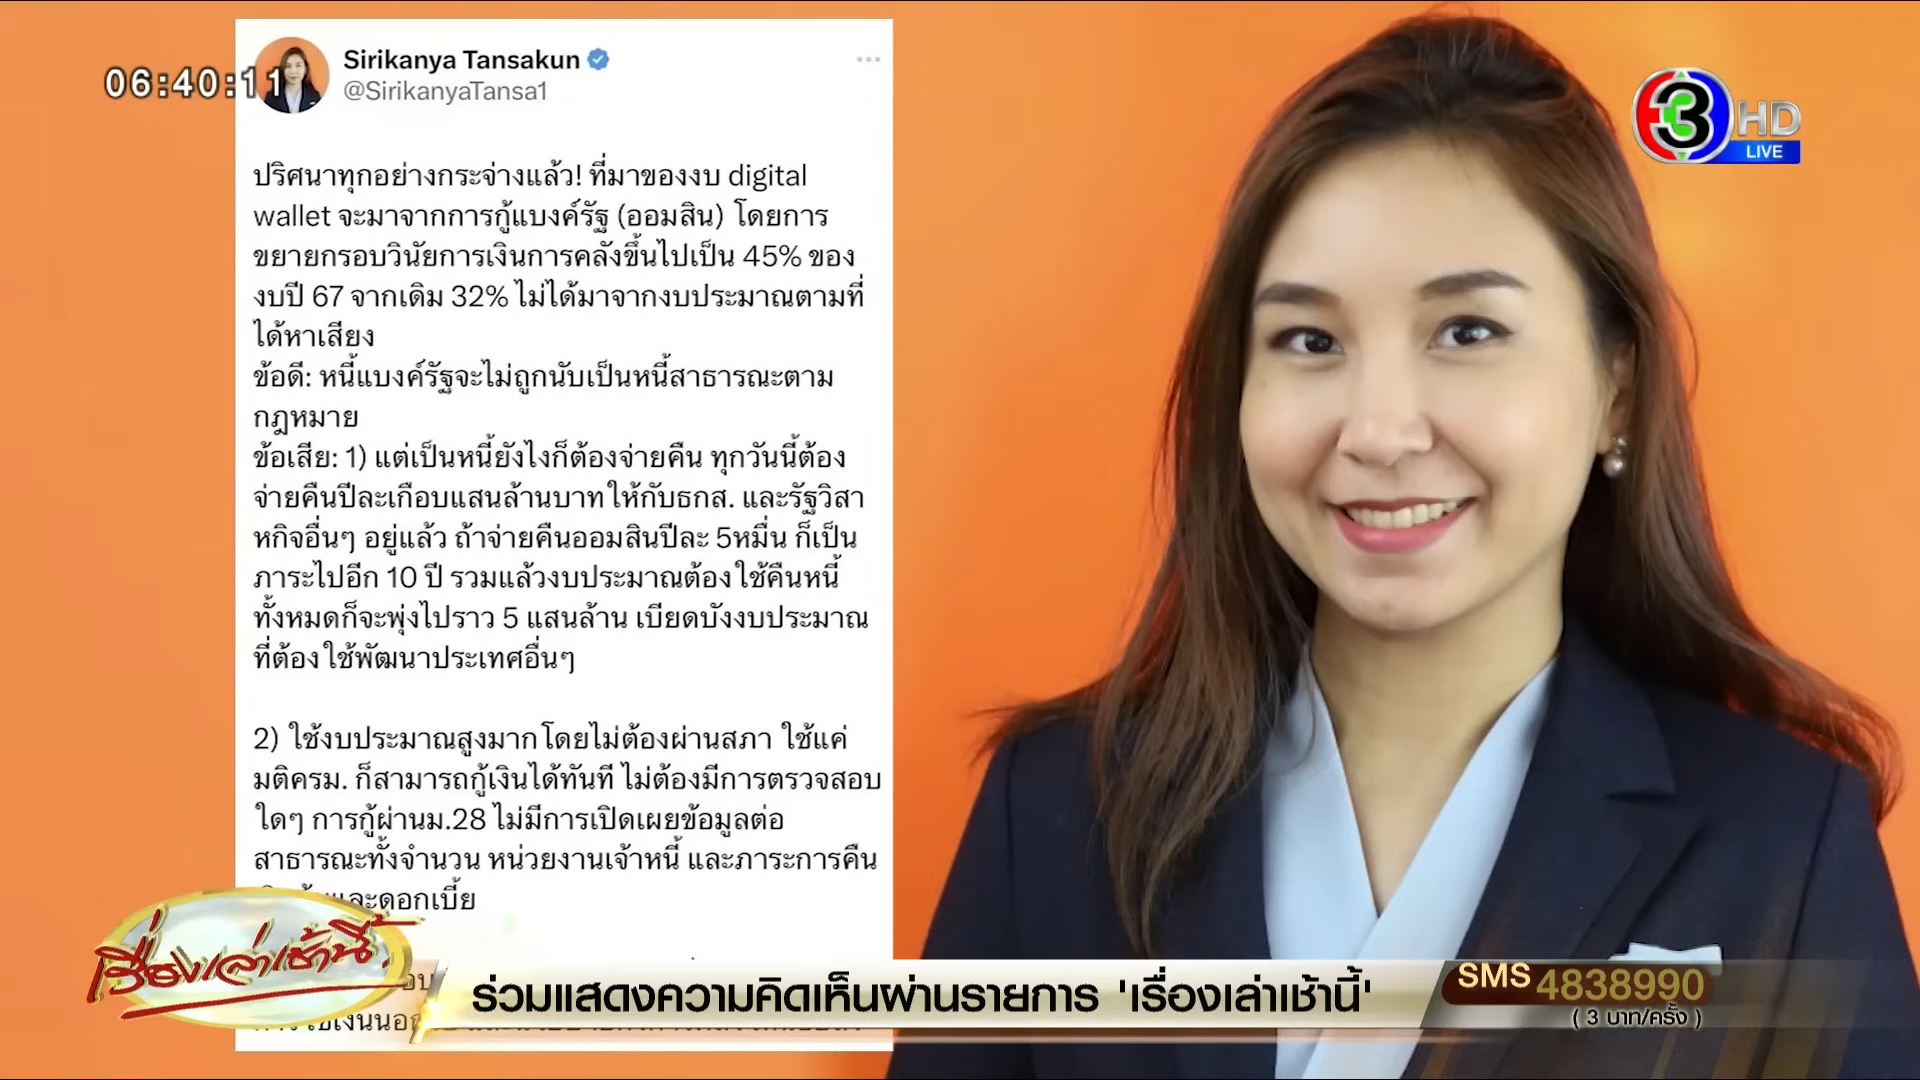 06:40:11
Sirikanya Tansakun
@SirikanyaTansa1
3 HD
LIVE
ปริศนาทุกอย่างกระจ่างแล้ว! ที่มาของงบ digital
wallet จะมาจากการกู้แบงค์รัฐ (ออมสิน) โดยการ
ขยายกรอบวินัยการเงินการคลังขึ้นไปเป็น 45% ของ
งบปี 67 จากเดิม 32% ไม่ได้มาจากงบประมาณตามที่
ได้หาเสียง
ข้อดี: หนี้แบงค์รัฐจะไม่ถูกนับเป็นหนี้สาธารณะตาม
กฎหมาย
ข้อเสีย: 1) แต่เป็นหนี้ยังไงก็ต้องจ่ายคืน ทุกวันนี้ต้อง
จ่ายคืนปีละเกือบแสนล้านบาทให้กับธกส. และรัฐวิสา
หกิจอื่นๆ อยู่แล้ว ถ้าจ่ายคืนออมสินปีละ 5หมื่น ก็เป็น
ภาระไปอีก 10 ปี รวมแล้วงบประมาณต้องใช้คืนหนี้
ทั้งหมดก็จะพุ่งไปราว 5 แสนล้าน เบียดบังงบประมาณ
ที่ต้องใช้พัฒนาประเทศอื่นๆ
2) ใช้งบประมาณสูงมากโดยไม่ต้องผ่านสภา ใช้แค่
มติครม. ก็สามารถกู้เงินได้ทันที ไม่ต้องมีการตรวจสอบ
ใดๆ การกู้ผ่านม.28 ไม่มีการเปิดเผยข้อมูลต่อ
สาธารณะทั้งจำนวน หน่วยงานเจ้าหนี้ และภาระการคืน
และดอกเบี้ย
เรื่องเล่าเช้านี้
ร่วมแสดงความคิดเห็นผ่านรายการ 'เรื่องเล่าเช้านี้'
SMS 4838990
( 3 บาท/ครั้ง )